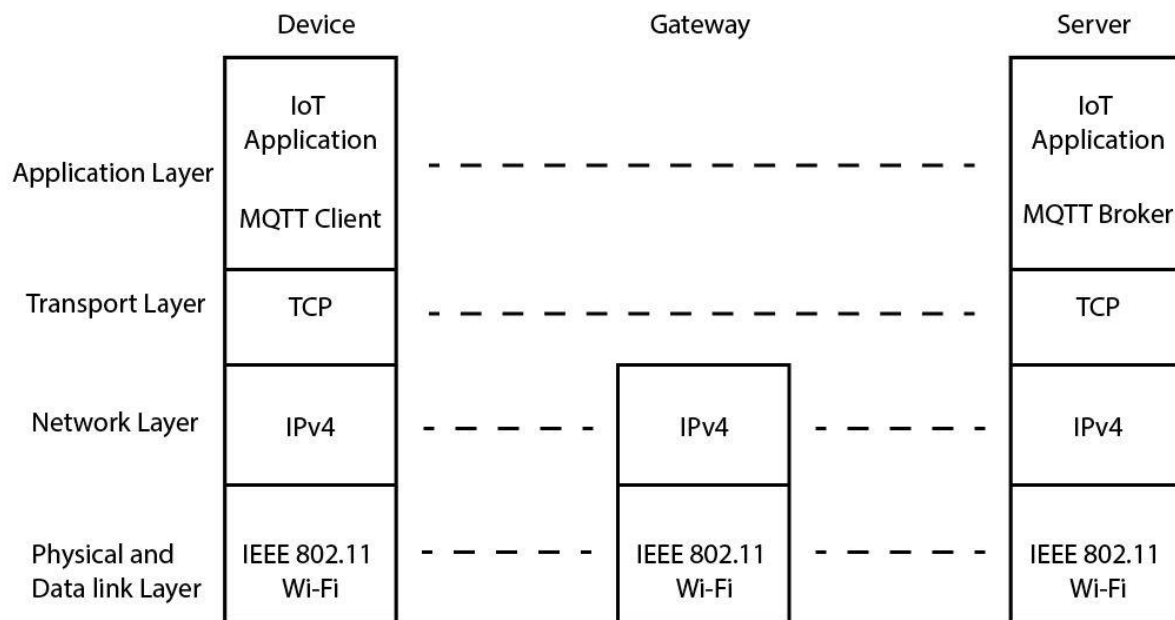 Device
Gateway
Server
Application Layer
IoT
Application
MQTT Client
IoT
Application
MQTT Broker
Transport Layer
TCP
TCP
Network Layer
IPv4
IPv4
IPv4
Physical and
Data link Layer
IEEE 802.11
Wi-Fi
IEEE 802.11
Wi-Fi
IEEE 802.11
Wi-Fi